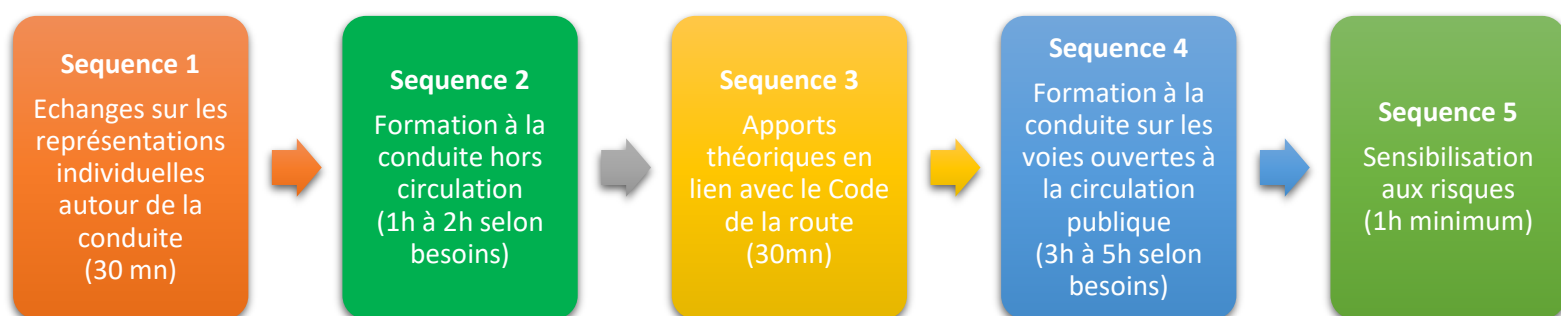 Sequence 1
Echanges sur les
représentations
individuelles
autour de la
conduite
(30 mn)
Sequence 2
Formation à la
conduite hors
circulation
(1h à 2h selon
besoins)
Sequence 3
Apports
théoriques en
lien avec le Code
de la route
(30mn)
Sequence 4
Formation à la
conduite sur les
voies ouvertes à
la circulation
publique
(3h à 5h selon
besoins)
Sequence 5
Sensibilisation
aux risques
(1h minimum)